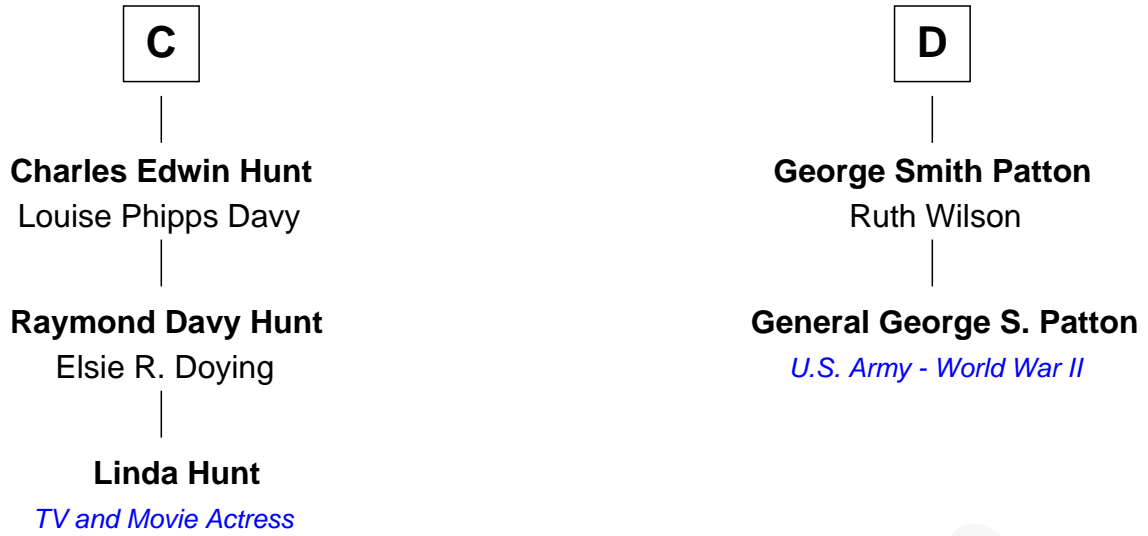 C
Charles Edwin Hunt
Louise Phipps Davy
Raymond Davy Hunt
Elsie R. Doying
Linda Hunt
TV and Movie Actress
D
George Smith Patton
Ruth Wilson
General George S. Patton
U.S. Army - World War II